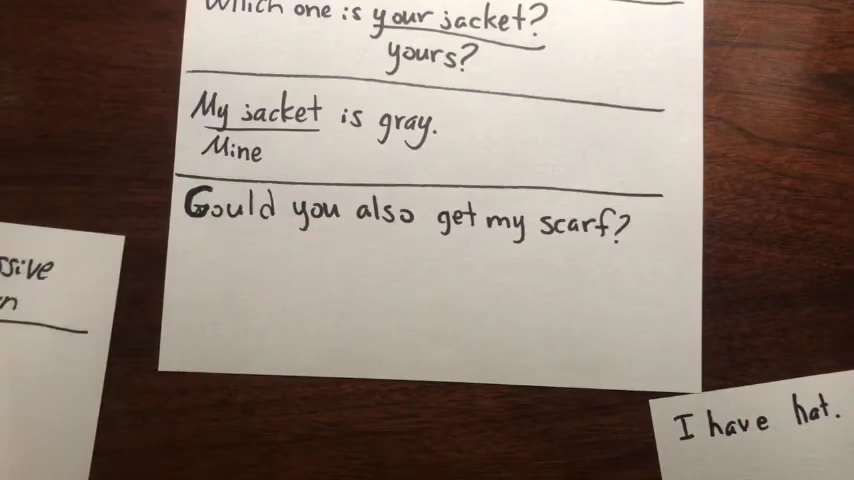 Which one is your jacket?
yours?
My jacket is gray.
Mine
Gould you also get my scarf?
ssive
n
I have hat.